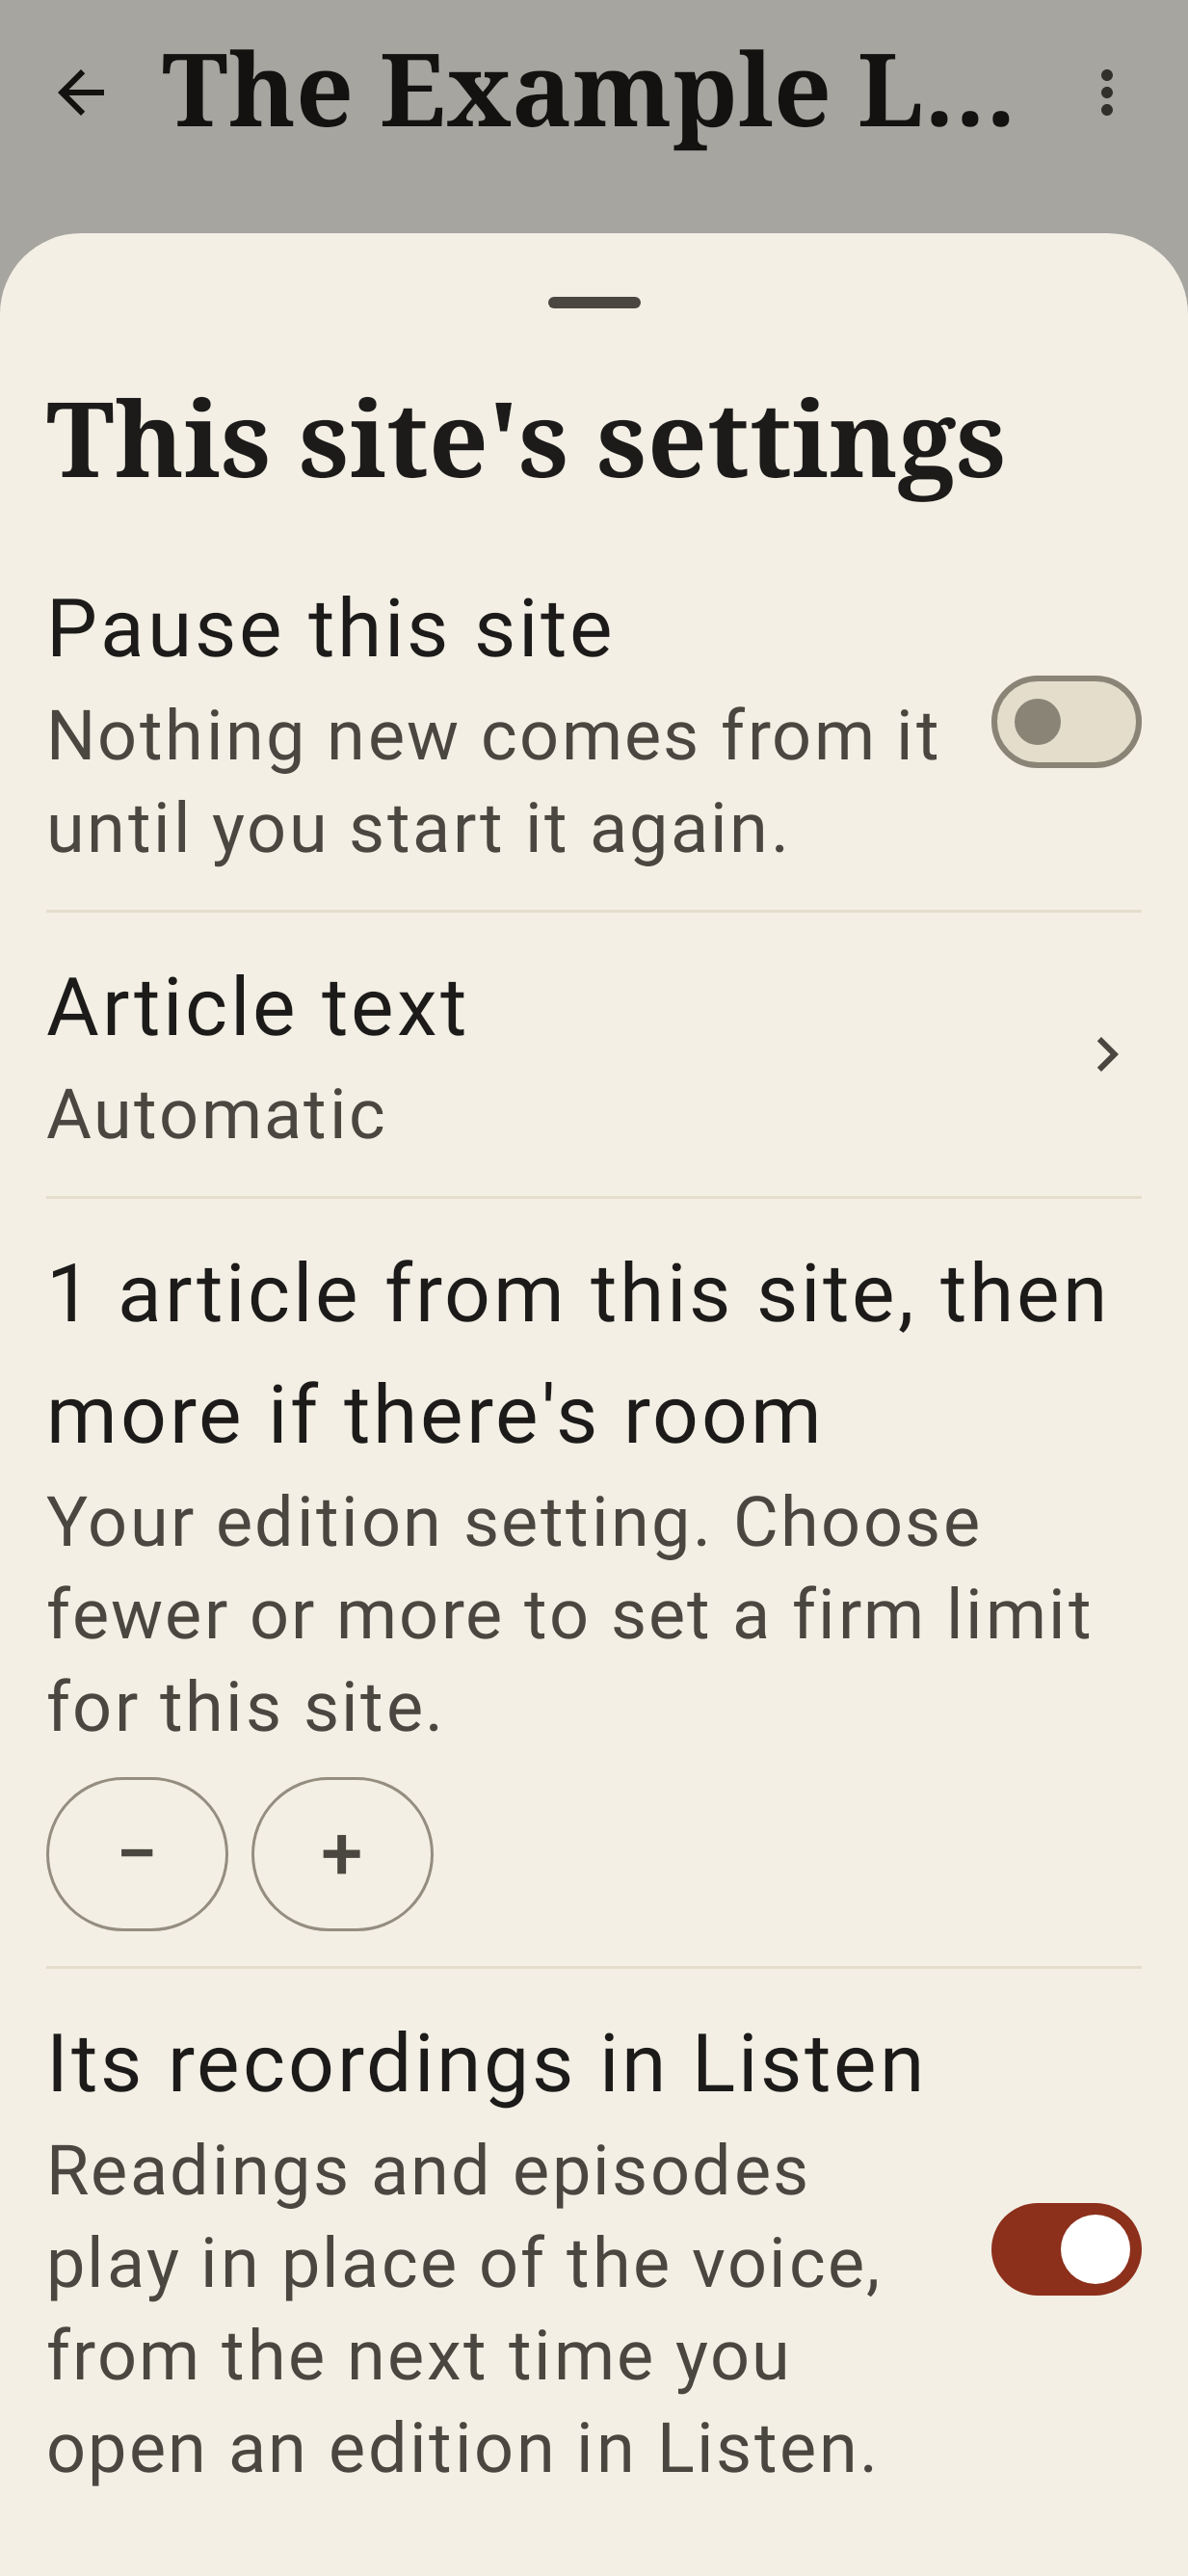 The Example L...
This site's settings
Pause this site
Nothing new comes from it
until you start it again.
Article text
Automatic
1 article from this site, then
more if there's room
Your edition setting. Choose
fewer or more to set a firm limit
for this site.
− +
Its recordings in Listen
Readings and episodes
play in place of the voice,
from the next time you
open an edition in Listen.